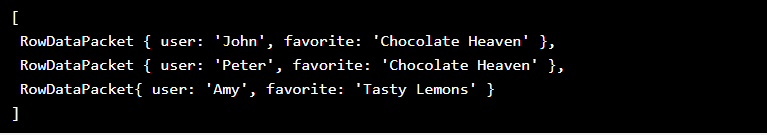 [
RowDataPacket { user: 'John', favorite: 'Chocolate Heaven' },
RowDataPacket { user: 'Peter', favorite: 'Chocolate Heaven' },
RowDataPacket{ user: 'Amy', favorite: 'Tasty Lemons' }
]